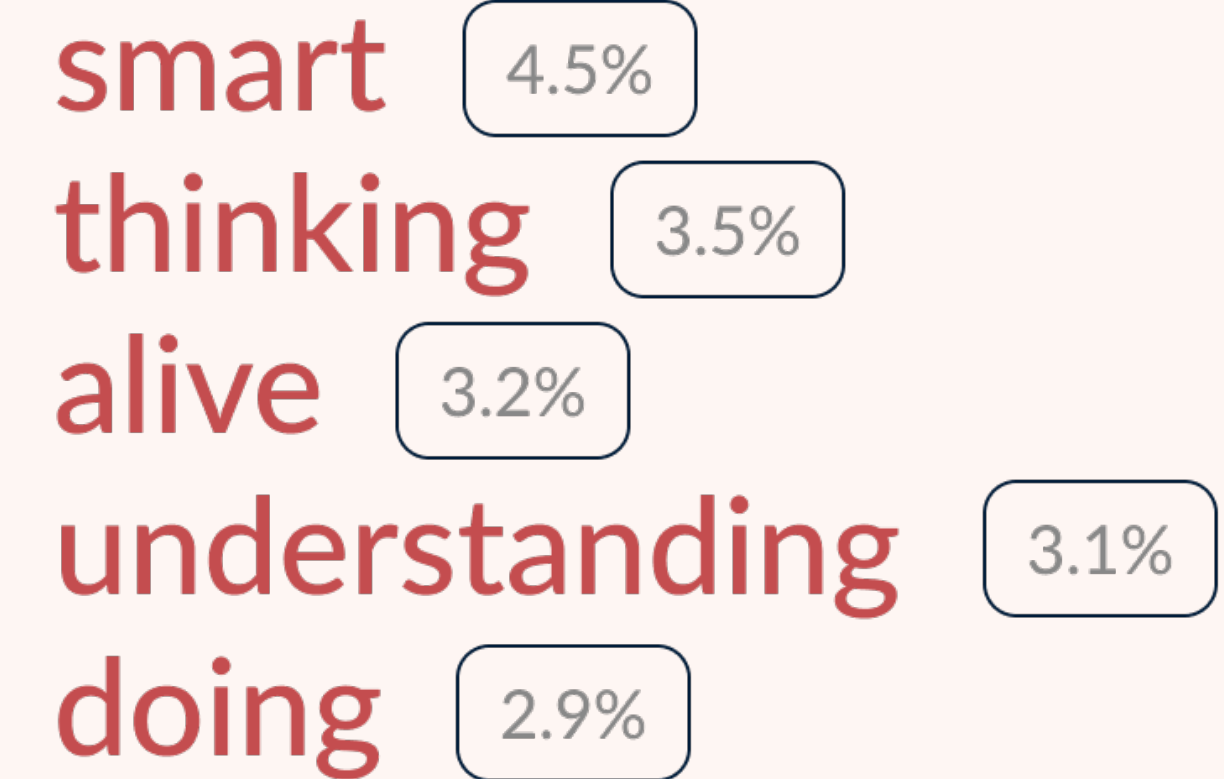 smart 4.5%
thinking 3.5%
alive 3.2%
understanding 3.1%
doing 2.9%